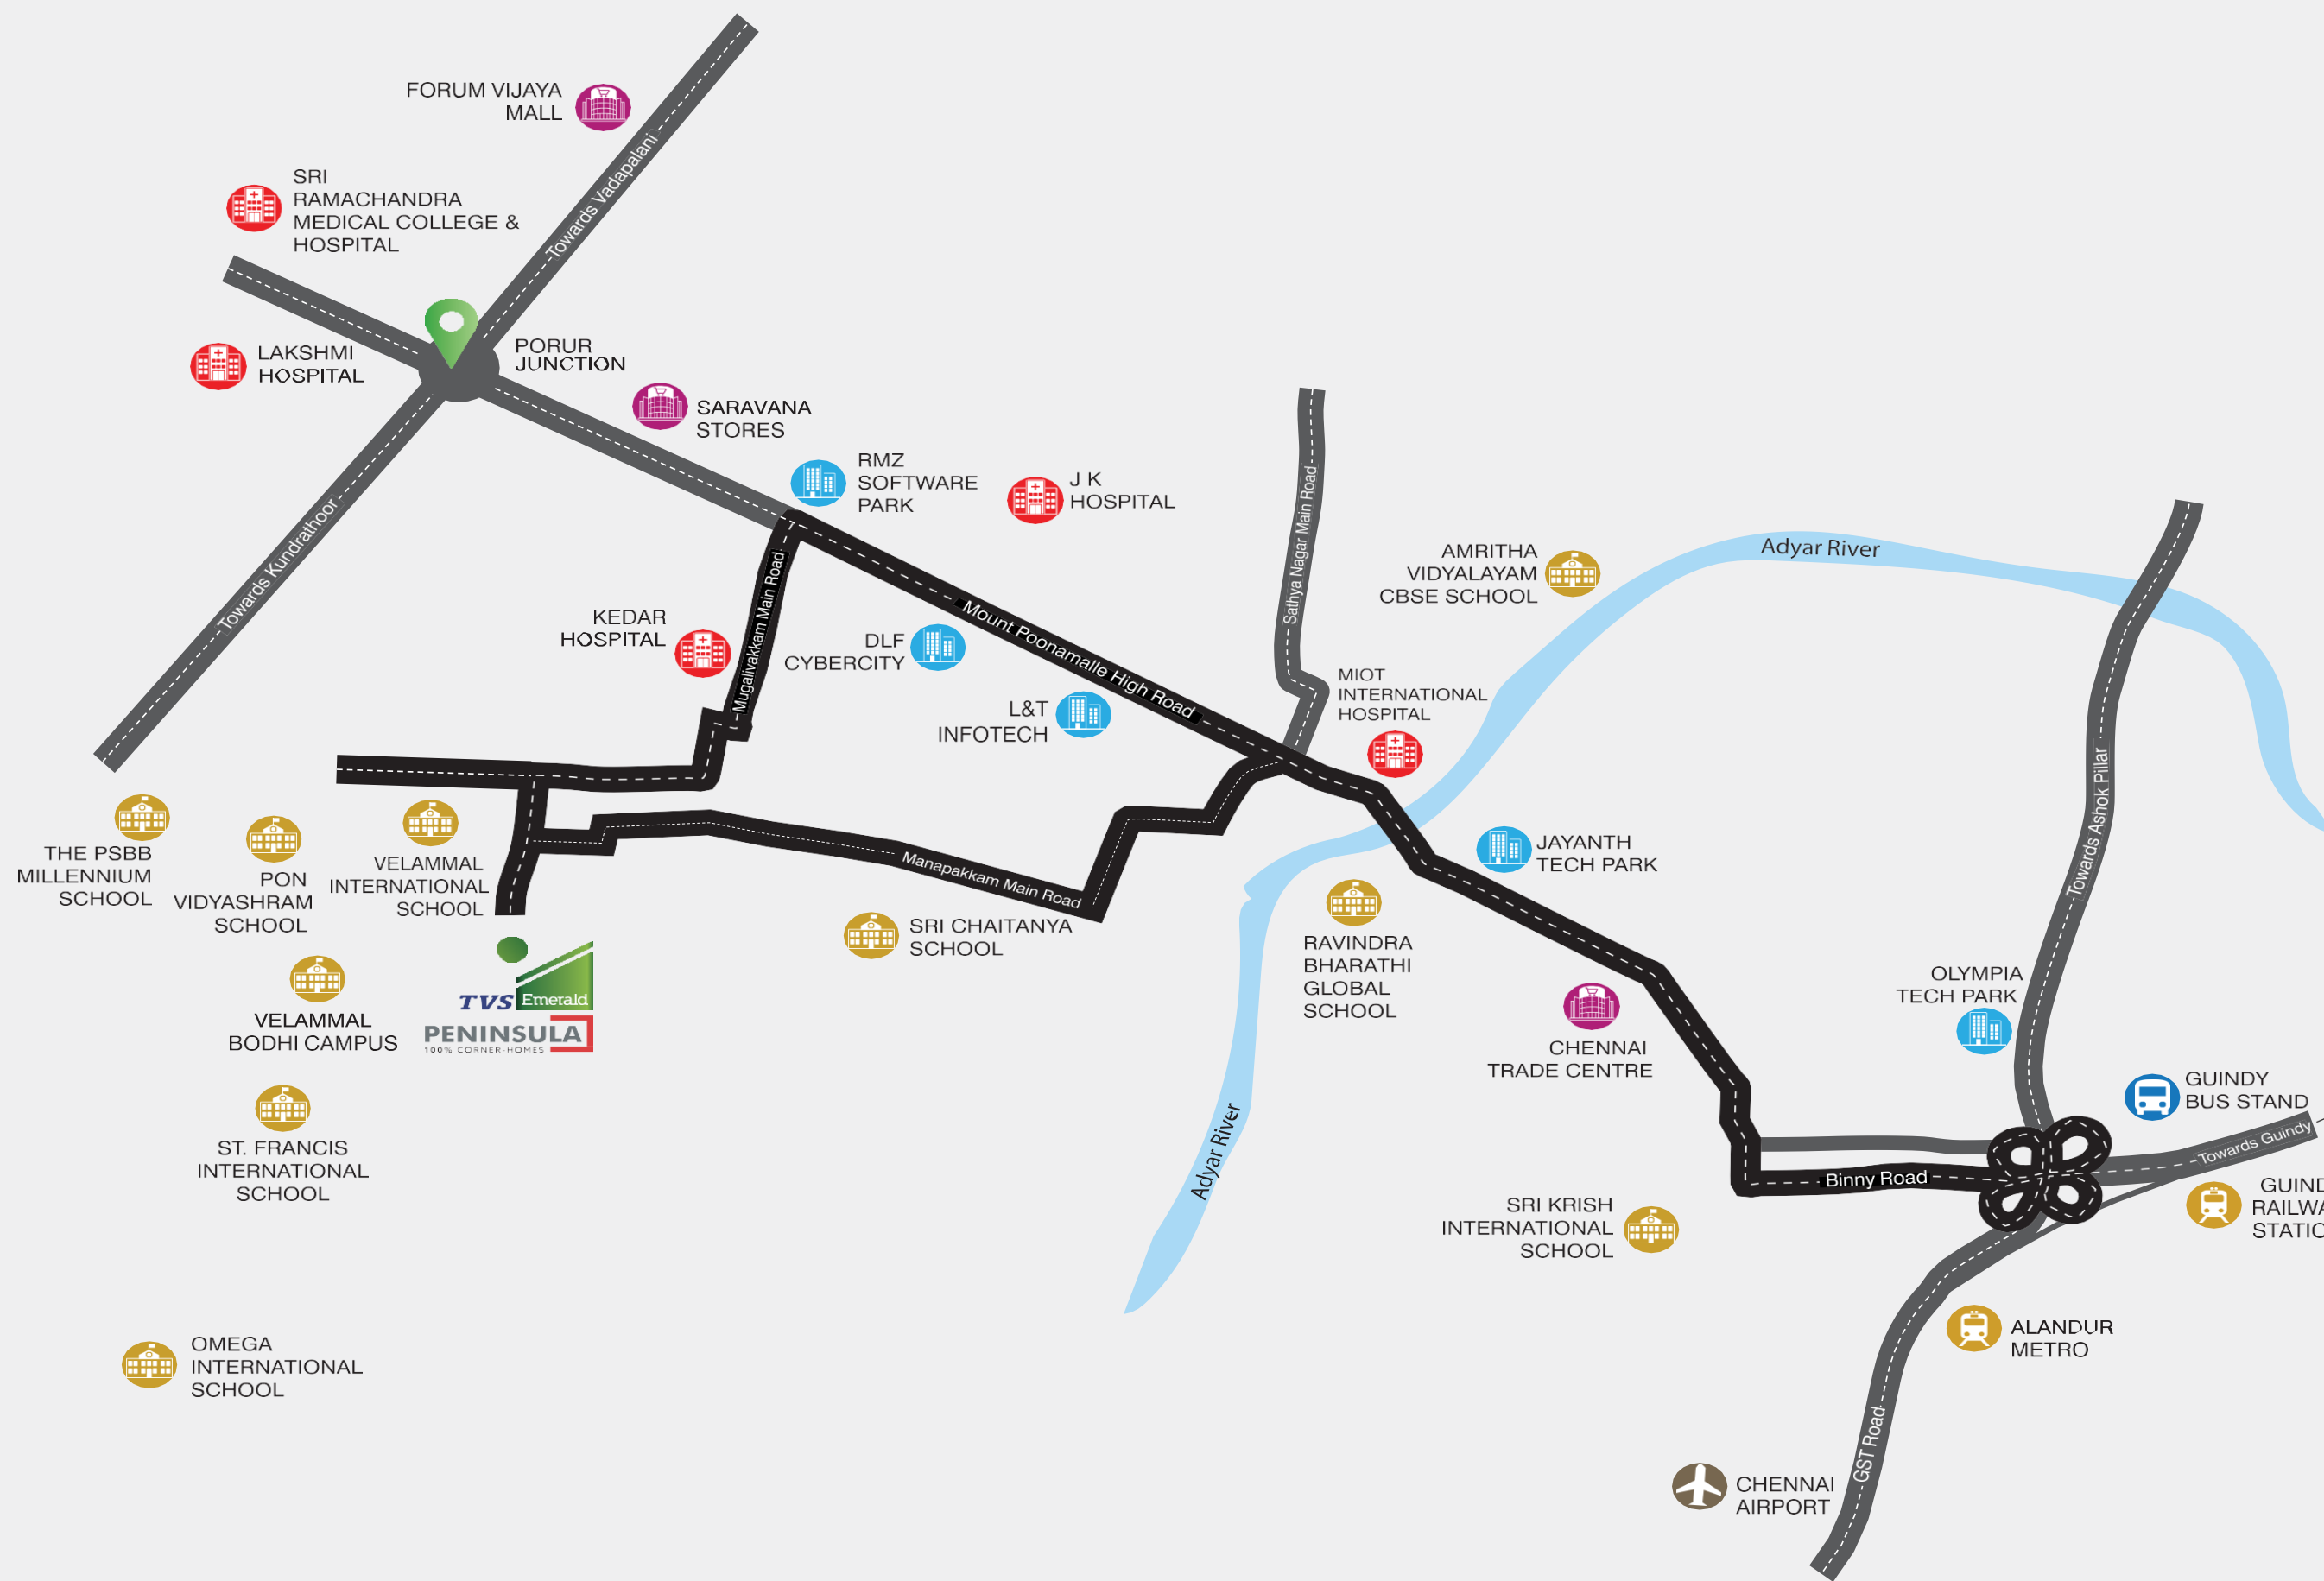 FORUM VIJAYA
MALL
Towards Vadapalani
SRI
RAMACHANDRA
MEDICAL COLLEGE &
HOSPITAL
LAKSHMI
HOSPITAL
PORUR
JUNCTION
SARAVANA
STORES
RMZ
SOFTWARE
PARK
J K
HOSPITAL
Towards Kundrathoor
Sathya Nagar Main Road
Adyar River
AMRITHA
VIDYALAYAM
CBSE SCHOOL
KEDAR
HOSPITAL
Mugalivakkam Main Road
DLF
CYBERCITY
Mount Poonamalle High Road
L&T
INFOTECH
MIOT
INTERNATIONAL
HOSPITAL
Towards Ashok Pillar
JAYANTH
TECH PARK
THE PSBB
MILLENNIUM
SCHOOL
PON
VIDYASHRAM
SCHOOL
VELAMMAL
INTERNATIONAL
SCHOOL
Manapakkam Main Road
SRI CHAITANYA
SCHOOL
RAVINDRA
BHARATHI
GLOBAL
SCHOOL
OLYMPIA
TECH PARK
TVS Emerald
PENINSULA
100% CORNER-HOMES
VELAMMAL
BODHI CAMPUS
CHENNAI
TRADE CENTRE
GUINDY
BUS STAND
Towards Guindy
ST. FRANCIS
INTERNATIONAL
SCHOOL
Adyar River
Binny Road
SRI KRISH
INTERNATIONAL
SCHOOL
GUIND
RAILWA
STATIO
ALANDUR
METRO
OMEGA
INTERNATIONAL
SCHOOL
GST Road
CHENNAI
AIRPORT